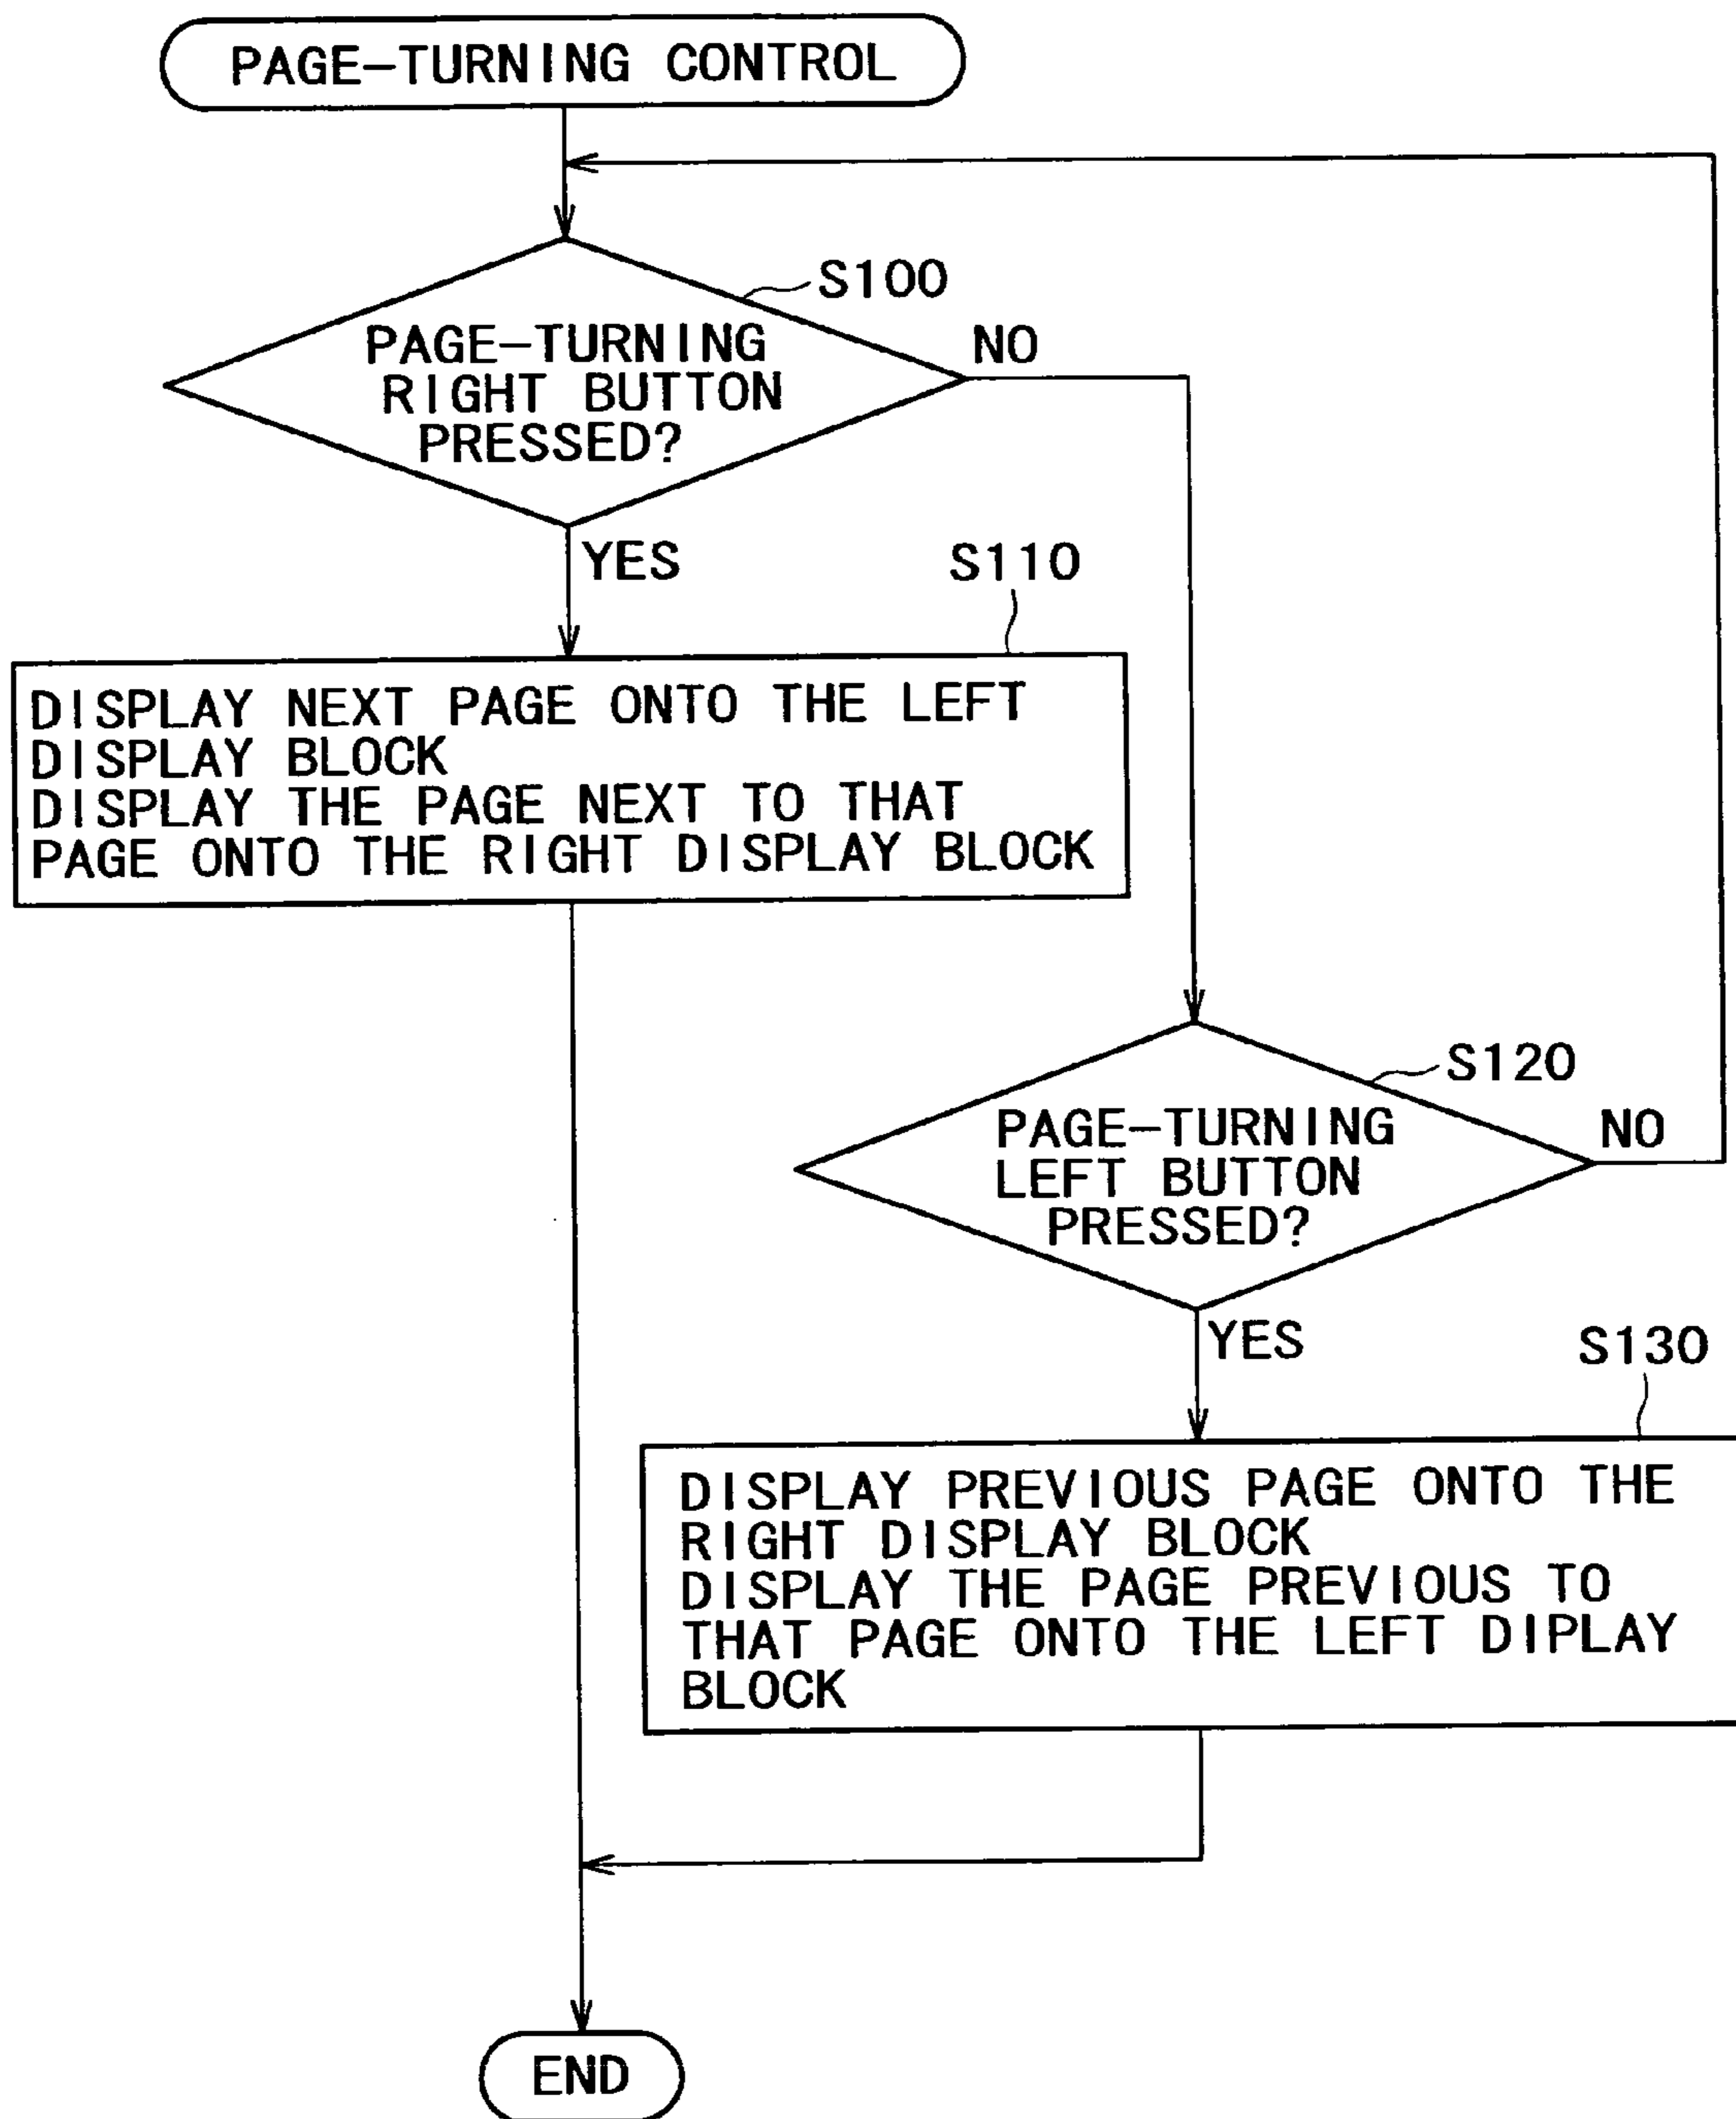 PAGE-TURNING CONTROL
S100
PAGE-TURNING
RIGHT BUTTON
PRESSED?
NO
YES
S110
DISPLAY NEXT PAGE ONTO THE LEFT
DISPLAY BLOCK
DISPLAY THE PAGE NEXT TO THAT
PAGE ONTO THE RIGHT DISPLAY BLOCK
S120
PAGE-TURNING
LEFT BUTTON
PRESSED?
NO
YES
S130
DISPLAY PREVIOUS PAGE ONTO THE
RIGHT DISPLAY BLOCK
DISPLAY THE PAGE PREVIOUS TO
THAT PAGE ONTO THE LEFT DIPLAY
BLOCK
END